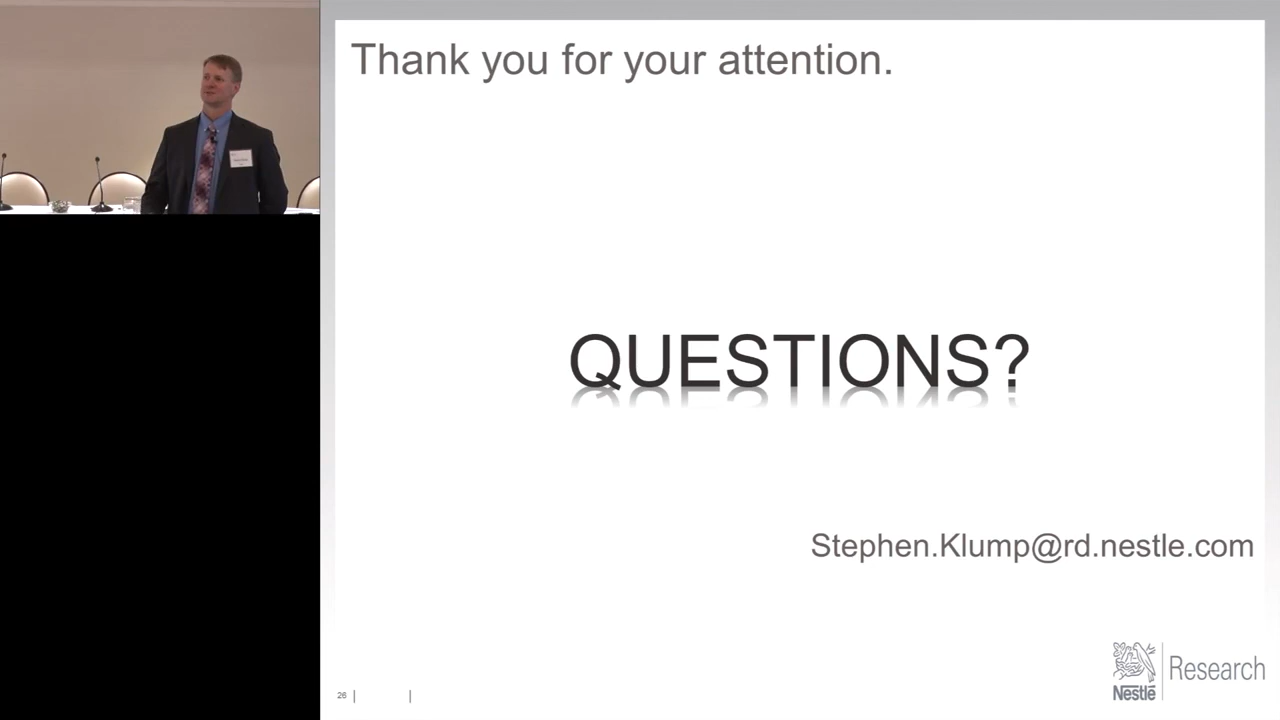 Thank you for your attention.
QUESTIONS?
Stephen.Klump@rd.nestle.com
Nestlé
Research
26